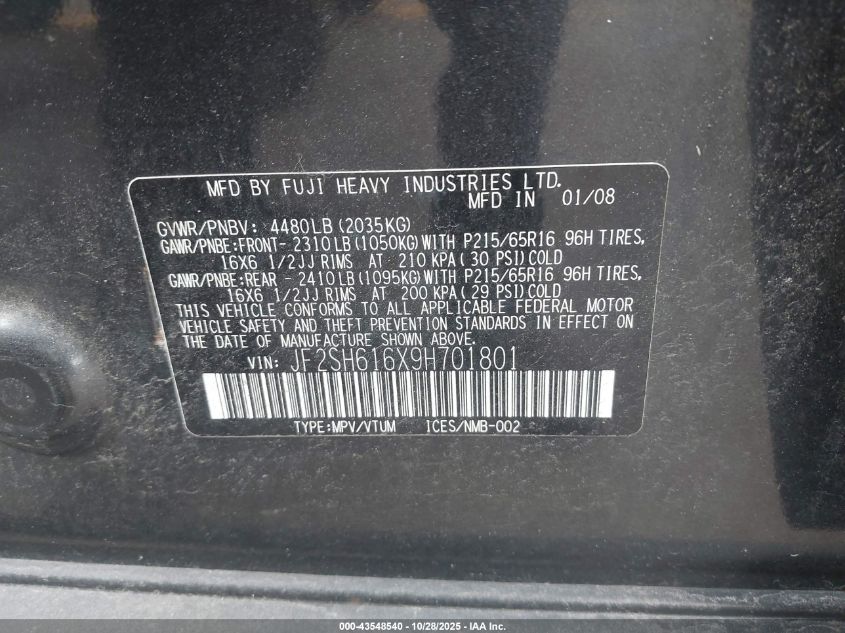 MFD BY FUJI HEAVY INDUSTRIES LTD.
MFD IN 01/08
GVWR/PNBV: 4480LB (2035KG)
GAWR/PNBE:FRONT- 2310LB (1050KG) WITH P215/65R16 96H TIRES,
16X6 1/2JJ RIMS AT 210 KPA( 30 PSI) COLD
GAWR/PNBE:REAR - 2410LB (1095KG) WITH P215/65R16 96H TIRES,
16X6 1/2JJ RIMS AT 200 KPA( 29 PSI) COLD
THIS VEHICLE CONFORMS TO ALL APPLICABLE FEDERAL MOTOR
VEHICLE SAFETY AND THEFT PREVENTION STANDARDS IN EFFECT ON
THE DATE OF MANUFACTURE SHOWN ABOVE.
VIN: JF2SH616X9H701801
TYPE:MPV/VTUM ICES/NMB-002
000-43548540 - 10/28/2025 - IAA Inc.